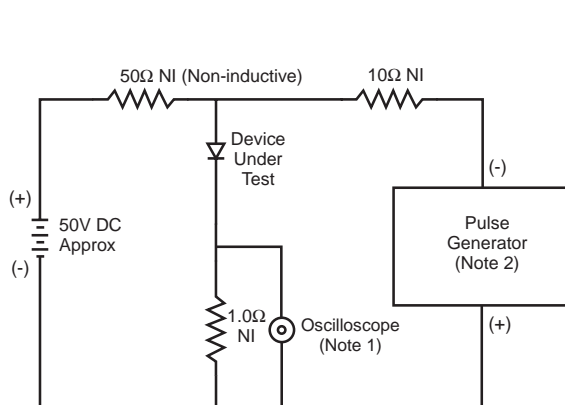 50Ω NI (Non-inductive)
10Ω NI
Device
Under
Test
(-)
(+)
50V DC
Approx
(-)
Pulse
Generator
(Note 2)
1.0Ω
NI
Oscilloscope
(Note 1)
(+)